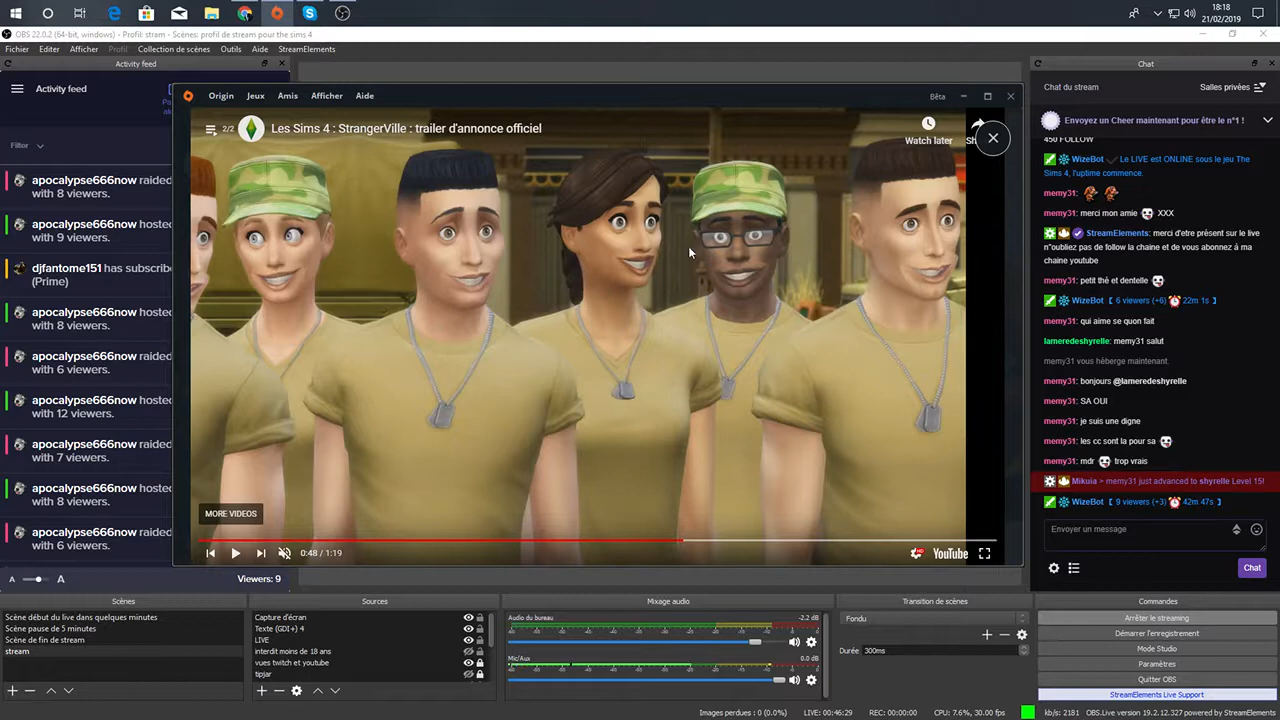 18:18
21/02/2019
OBS 22.0.2 (64-bit, windows) - Profil: stram - Scènes: profil de stream pour the sims 4
Fichier Editer Afficher Profil Collection de scènes Outils Aide StreamElements
Activity feed
Activity feed
Filter
apocalypse666now raided
with 9 viewers.
apocalypse666now hosted
with 9 viewers.
djfantome151 has subscribe
(Prime)
apocalypse666now hosted
with 8 viewers.
apocalypse666now raided
with 6 viewers.
apocalypse666now hosted
with 12 viewers.
apocalypse666now raided
with 7 viewers.
apocalypse666now hosted
with 8 viewers.
apocalypse666now raided
with 6 viewers.
A A Viewers: 9
Origin Jeux Amis Afficher Aide
Bêta
2/2 Les Sims 4 : StrangerVille : trailer d'annonce officiel
Watch later
MORE VIDEOS
0:48 / 1:19
HD YouTube
Chat
Chat du stream Salles privées
Envoyez un Cheer maintenant pour être le n°1 !
450 FOLLOW
WizeBot Le LIVE est ONLINE sous le jeu The
Sims 4, l'uptime commence.
memy31:
memy31: merci mon amie XXX
StreamElements: merci d'etre présent sur le live
n"oubliez pas de follow la chaine et de vous abonnez à ma
chaine youtube
memy31: petit thé et dentelle
WizeBot [ 6 viewers (+6) 22m 1s ]
memy31: qui aime se quon fait
lameredeshyrelle: memy31 salut
memy31 vous héberge maintenant.
memy31: bonjours @lameredeshyrelle
memy31: SA OUI
memy31: je suis une digne
memy31: les cc sont la pour sa
memy31: mdr trop vrais
Mikuia > memy31 just advanced to shyrelle Level 15!
WizeBot [ 9 viewers (+3) 42m 47s ]
Envoyer un message
Chat
Scènes
Scène début du live dans quelques minutes
Scène pause de 5 minutes
Scène de fin de stream
stream
Sources
Capture d'écran
Texte (GDI+) 4
LIVE
interdit moins de 18 ans
vues twitch et youtube
tipjar
Mixage audio
Audio du bureau -2.2 dB
Mic/Aux 0.0 dB
Transition de scènes
Fondu
Durée 300ms
Commandes
Arrêter le streaming
Démarrer l'enregistrement
Mode Studio
Paramètres
Quitter OBS
StreamElements Live Support
Images perdues : 0 (0.0%) LIVE: 00:46:29 REC: 00:00:00 CPU: 7.6%, 30.00 fps kb/s: 2181 OBS.Live version 19.2.12.327 powered by StreamElements